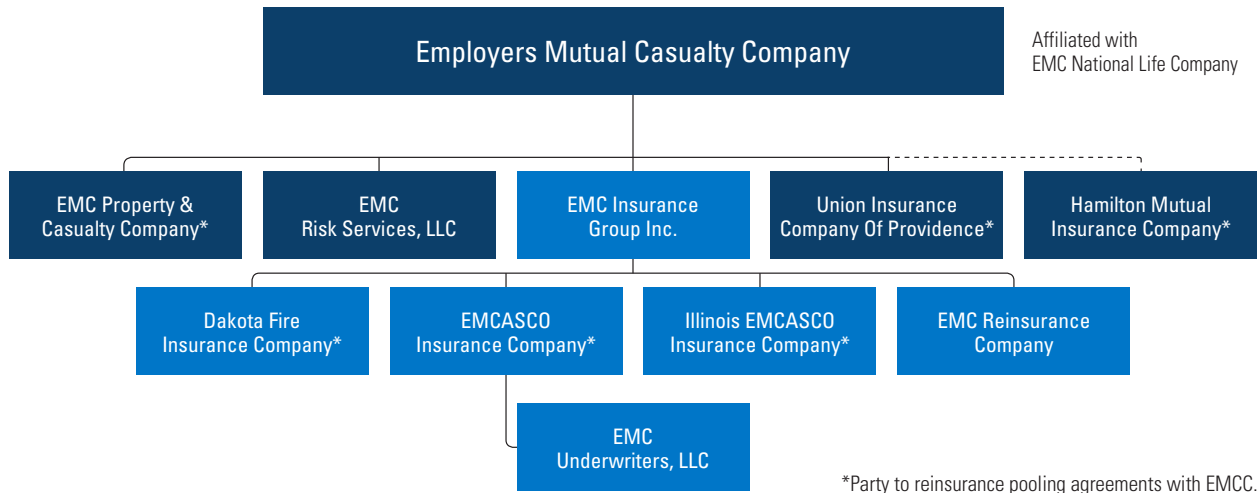 Employers Mutual Casualty Company
Affiliated with
EMC National Life Company
EMC Property &
Casualty Company*
EMC
Risk Services, LLC
EMC Insurance
Group Inc.
Union Insurance
Company Of Providence*
Hamilton Mutual
Insurance Company*
Dakota Fire
Insurance Company*
EMCASCO
Insurance Company*
Illinois EMCASCO
Insurance Company*
EMC Reinsurance
Company
EMC
Underwriters, LLC
*Party to reinsurance pooling agreements with EMCC.